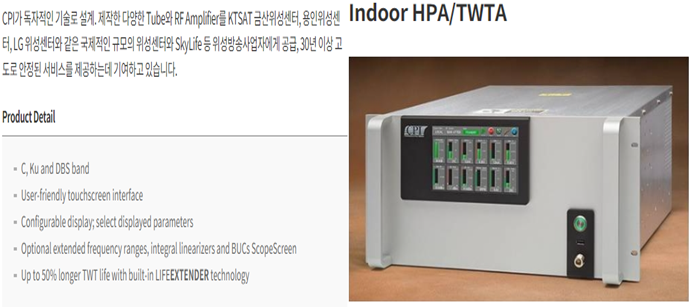 CPI가 독자적인 기술로 설계. 제작한 다양한 Tube와 RF Amplifier를 KTSAT 금산위성센터, 용인위성센
터, LG 위성센터와 같은 국제적인 규모의 위성센터와 SkyLife 등 위성방송사업자에게 공급, 30년 이상 고
도로 안정된 서비스를 제공하는데 기여하고 있습니다.
Product Detail
C, Ku and DBS band
User-friendly touchscreen interface
Configurable display; select displayed parameters
Optional extended frequency ranges, integral linearizers and BUCs ScopeScreen
Up to 50% longer TWT life with built-in LIFEEXTENDER technology
Indoor HPA/TWTA